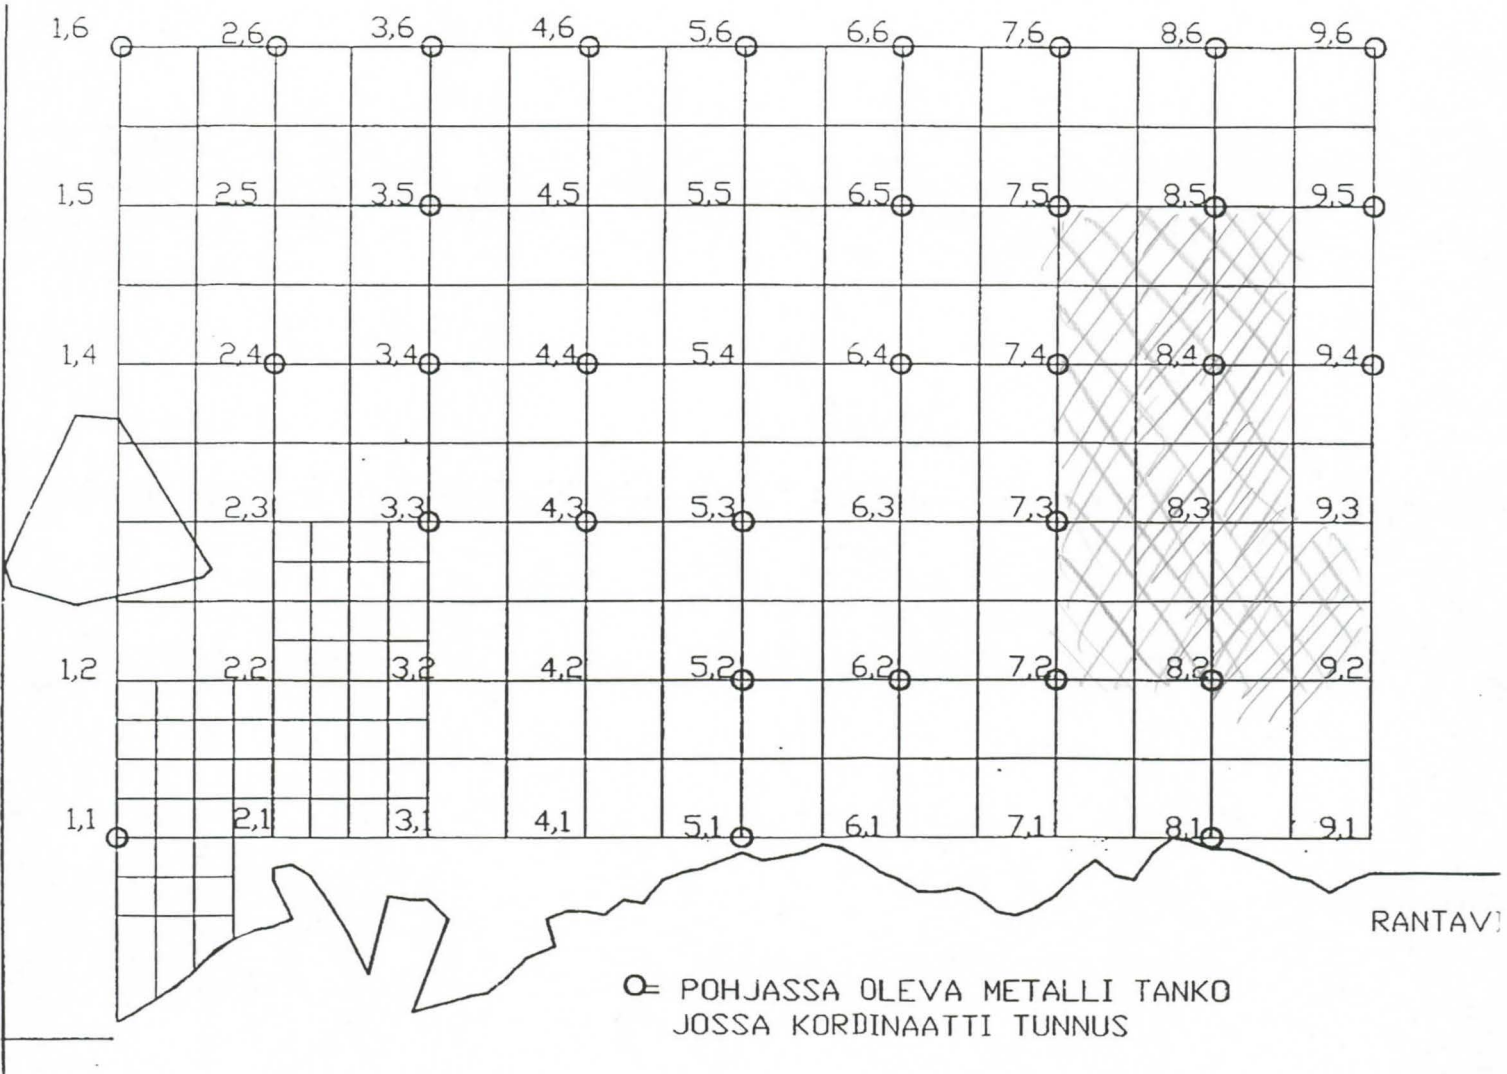 1,6 2,6 3,6 4,6 5,6 6,6 7,6 8,6 9,6
1,5 2,5 3,5 4,5 5,5 6,5 7,5 8,5 9,5
1,4 2,4 3,4 4,4 5,4 6,4 7,4 8,4 9,4
2,3 3,3 4,3 5,3 6,3 7,3 8,3 9,3
1,2 2,2 3,2 4,2 5,2 6,2 7,2 8,2 9,2
1,1 2,1 3,1 4,1 5,1 6,1 7,1 8,1 9,1
RANTAVI
O= POHJASSA OLEVA METALLI TANKO
JOSSA KORDINAATTI TUNNUS